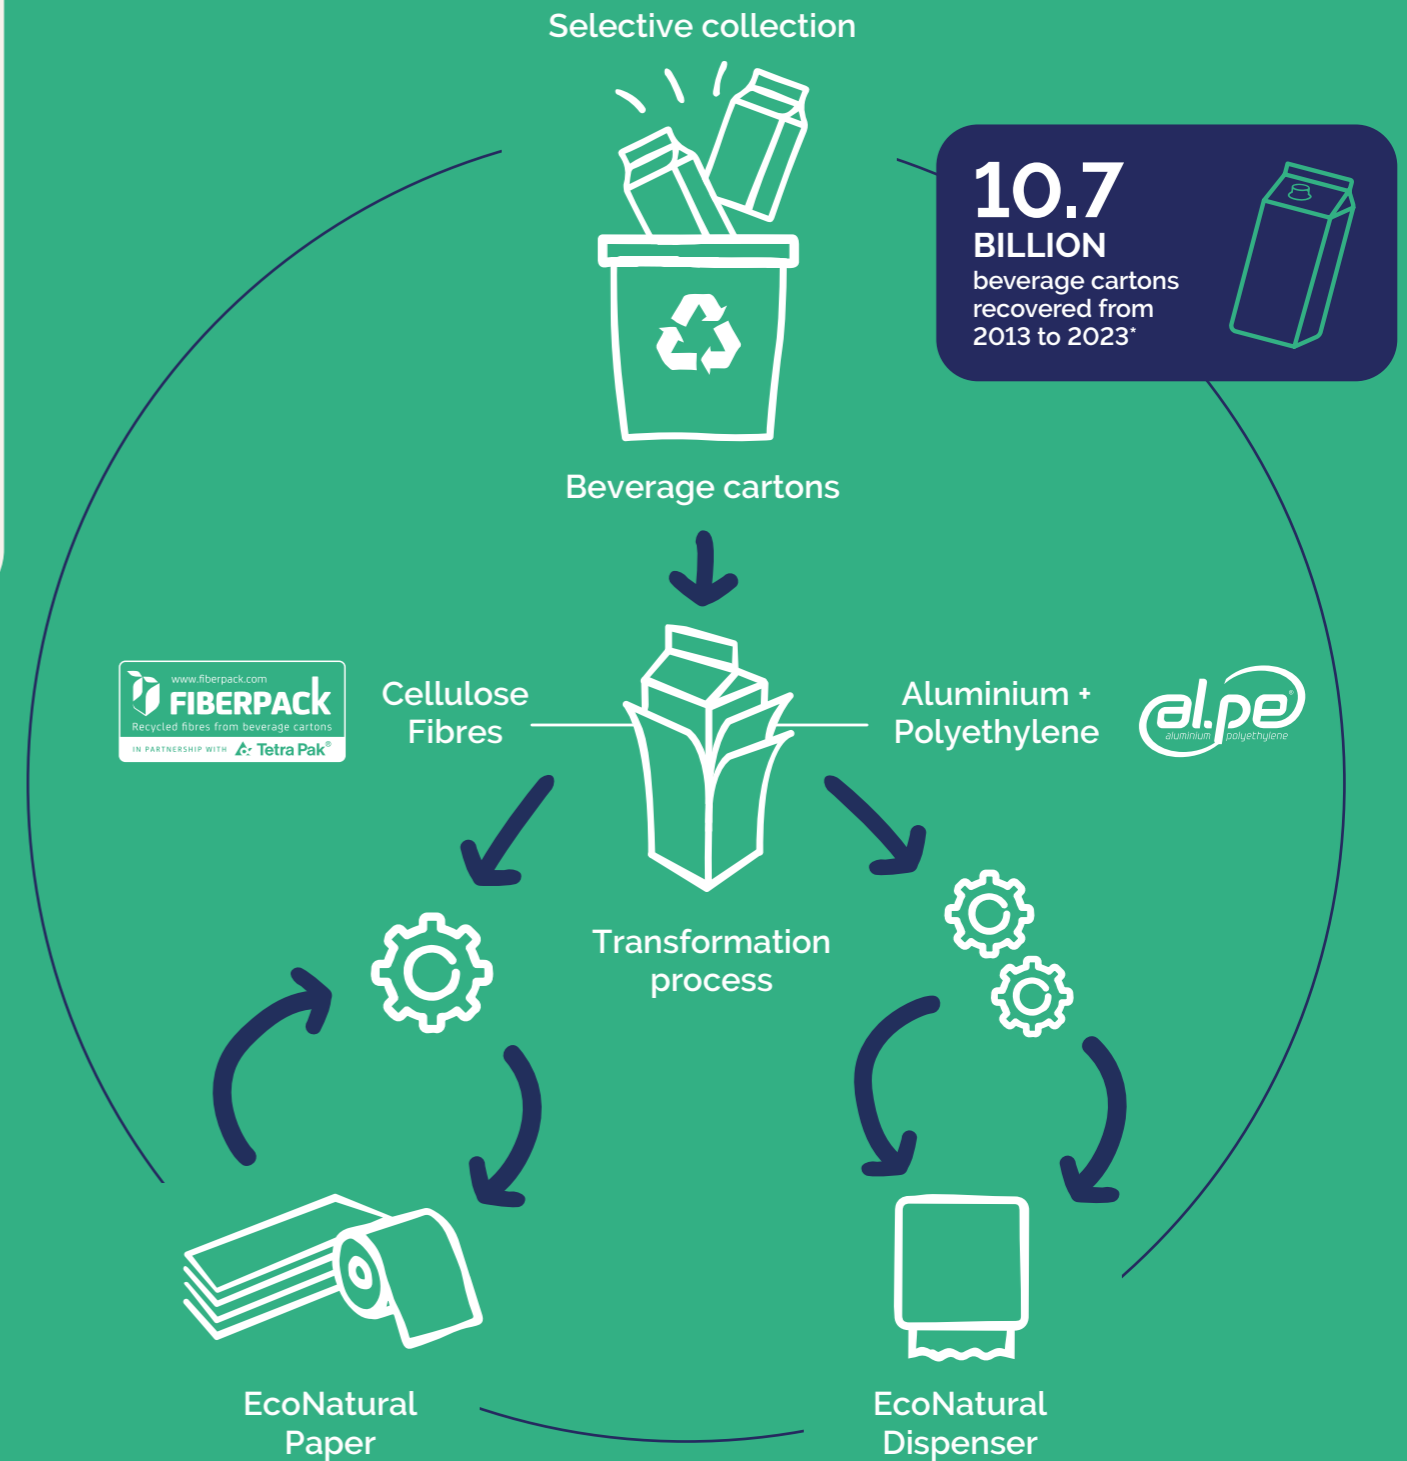 Selective collection
10.7
BILLION
beverage cartons
recovered from
2013 to 2023*
Beverage cartons
www.fiberpack.com
FIBERPACK
Recycled fibres from beverage cartons
IN PARTNERSHIP WITH Tetra Pak®
Cellulose
Fibres
Aluminium +
Polyethylene
al.pe®
aluminium polyethylene
Transformation
process
EcoNatural
Paper
EcoNatural
Dispenser